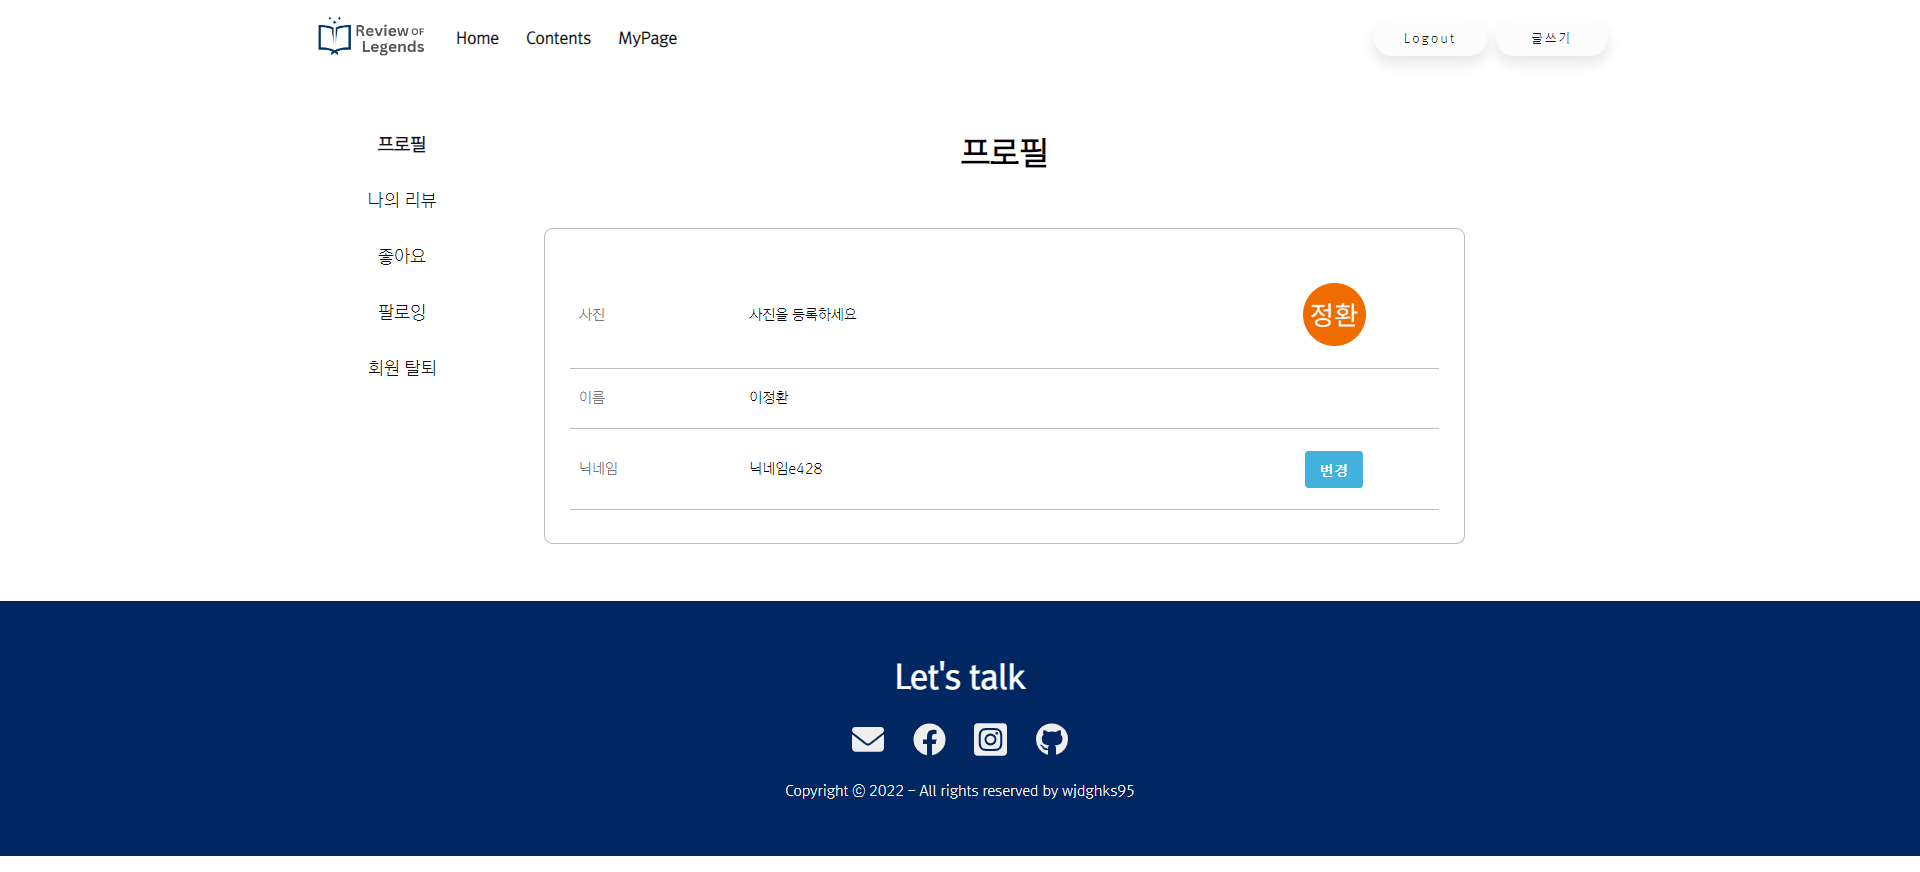 Review OF
Legends
Home
Contents
MyPage
Logout
글쓰기
프로필
나의 리뷰
좋아요
팔로잉
회원 탈퇴
프로필
사진
사진을 등록하세요
정환
이름
이정환
닉네임
닉네임e428
변경
Let's talk
Copyright © 2022 - All rights reserved by wjdghks95